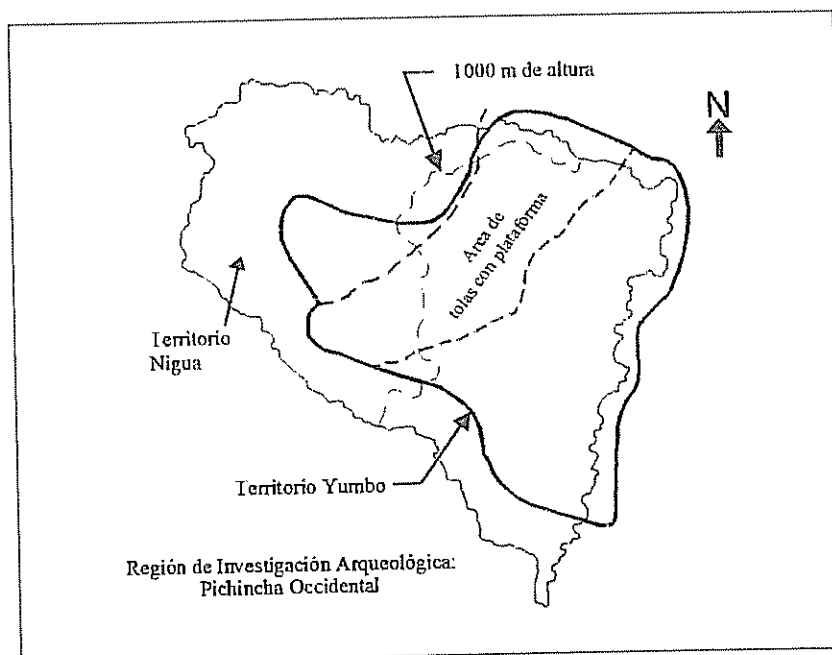 1000 m de altura
N
Area de
tolas con plataforma
Territorio
Nigua
Territorio Yumbo
Región de Investigación Arqueológica:
Pichincha Occidental